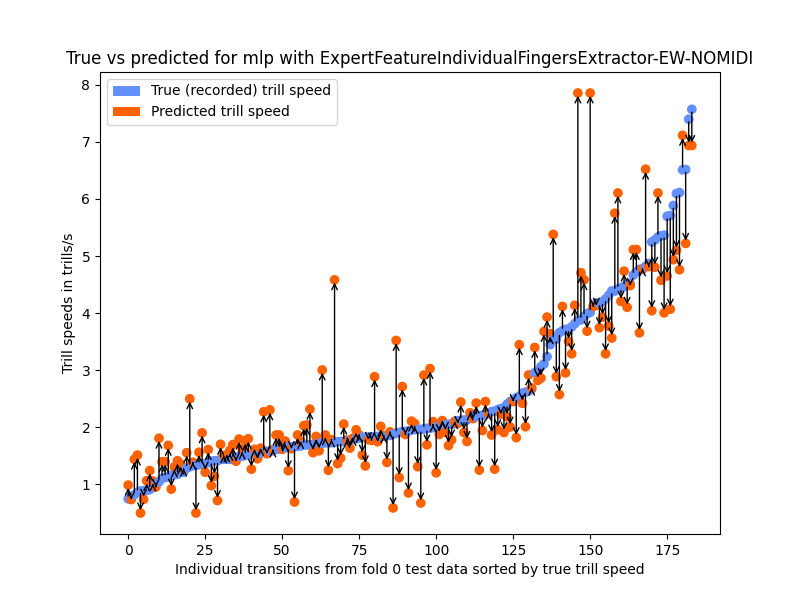 True vs predicted for mlp with ExpertFeatureIndividualFingersExtractor-EW-NOMIDI
True (recorded) trill speed
Predicted trill speed
Trill speeds in trills/s
8
7
6
5
4
3
2
1
0 25 50 75 100 125 150 175
Individual transitions from fold 0 test data sorted by true trill speed